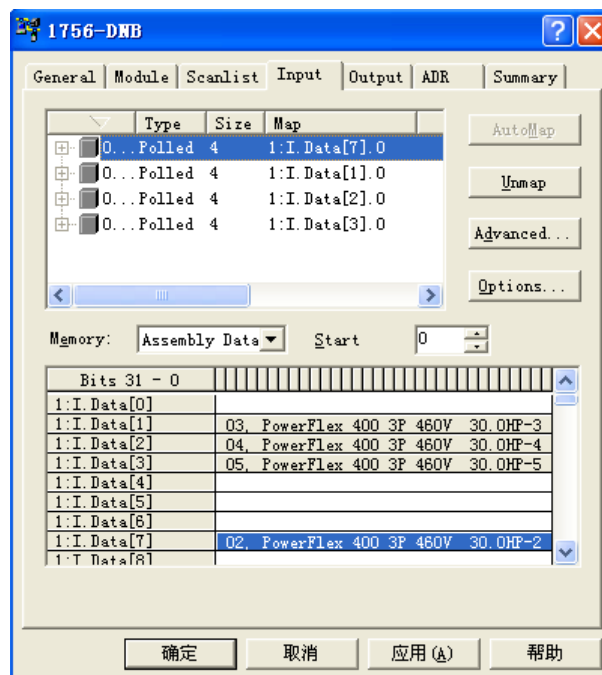 1756-DNB
General Module Scanlist Input Output ADR Summary
Type Size Map
0...Polled 4 1:I.Data[7].0
0...Polled 4 1:I.Data[1].0
0...Polled 4 1:I.Data[2].0
0...Polled 4 1:I.Data[3].0
AutoMap
Unmap
Advanced...
Options...
Memory: Assembly Data Start 0
Bits 31 - 0
1:I.Data[0]
1:I.Data[1] 03, PowerFlex 400 3P 460V 30.0HP-3
1:I.Data[2] 04, PowerFlex 400 3P 460V 30.0HP-4
1:I.Data[3] 05, PowerFlex 400 3P 460V 30.0HP-5
1:I.Data[4]
1:I.Data[5]
1:I.Data[6]
1:I.Data[7] 02, PowerFlex 400 3P 460V 30.0HP-2
1:I.Data[8]
确定 取消 应用(A) 帮助